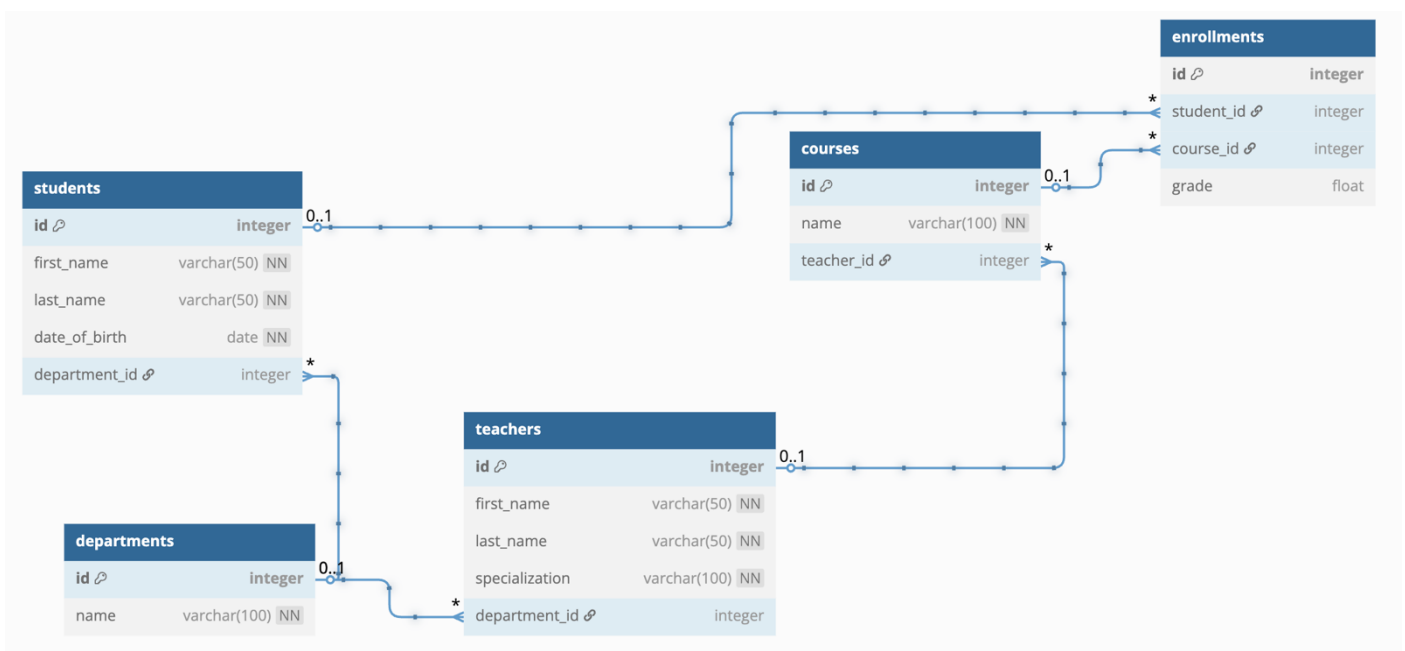 enrollments
id integer
* student_id integer
* course_id integer
grade float
courses
id integer 0..1
name varchar(100) NN
teacher_id integer *
students
id integer 0..1
first_name varchar(50) NN
last_name varchar(50) NN
date_of_birth date NN
department_id integer *
teachers
id integer 0..1
first_name varchar(50) NN
last_name varchar(50) NN
specialization varchar(100) NN
* department_id integer
departments
id integer 0..1
name varchar(100) NN